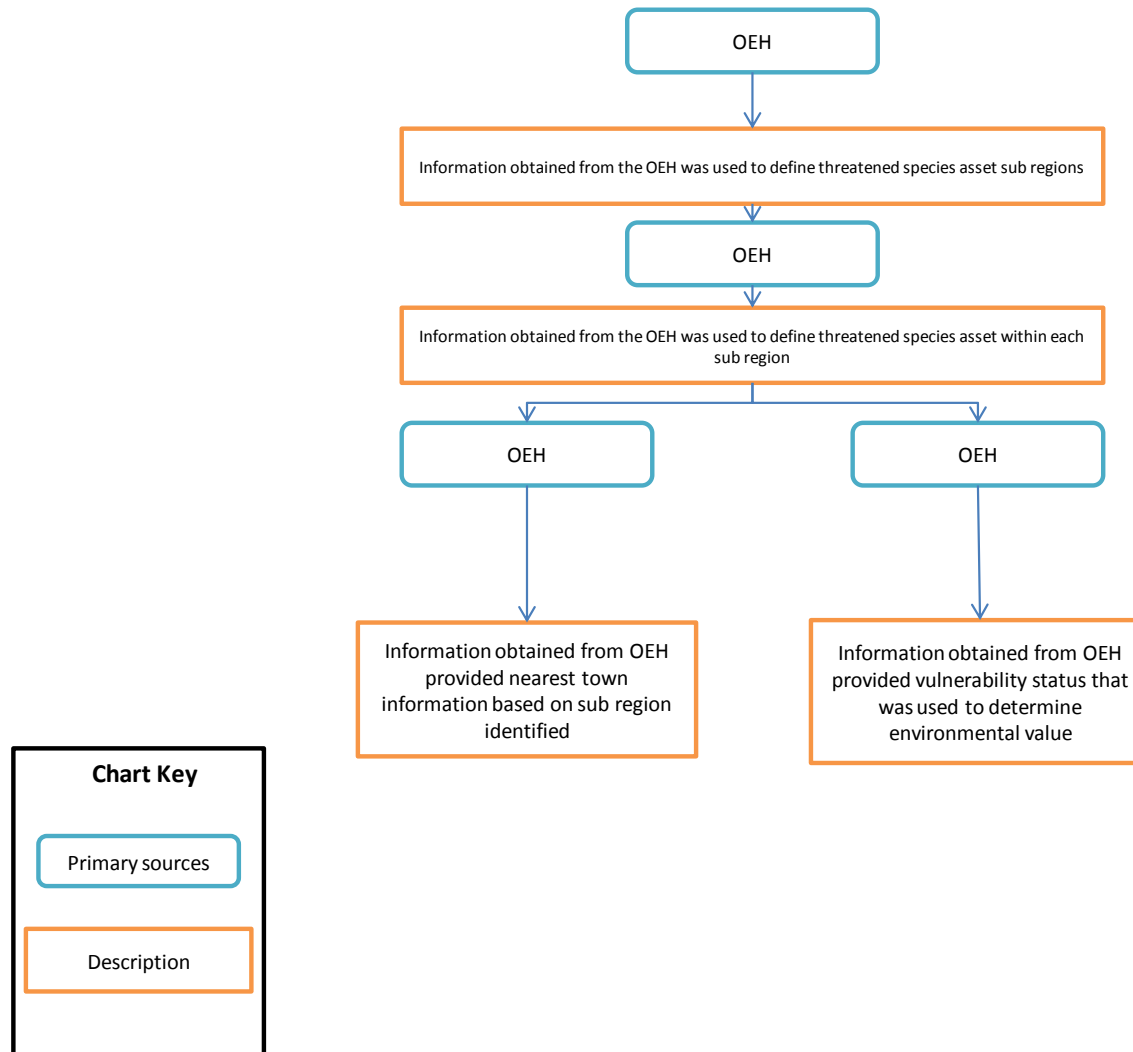 OEH
Information obtained from the OEH was used to define threatened species asset sub regions
OEH
Information obtained from the OEH was used to define threatened species asset within each
sub region
OEH
OEH
Information obtained from OEH
provided nearest town
information based on sub region
identified
Information obtained from OEH
provided vulnerability status that
was used to determine
environmental value
Chart Key
Primary sources
Description